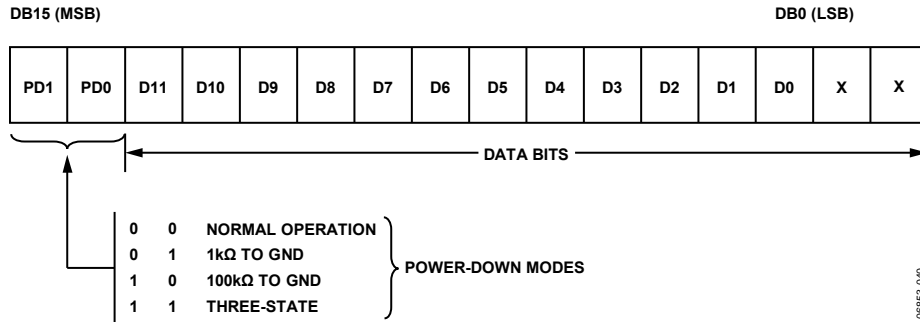 DB15 (MSB) DB0 (LSB)
PD1 PD0 D11 D10 D9 D8 D7 D6 D5 D4 D3 D2 D1 D0 X X
DATA BITS
0 0 NORMAL OPERATION
0 1 1kΩ TO GND
1 0 100kΩ TO GND
1 1 THREE-STATE
POWER-DOWN MODES